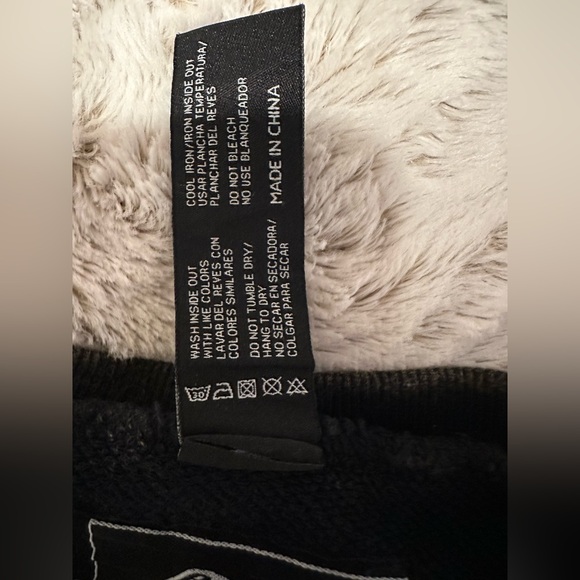 WASH INSIDE OUT
WITH LIKE COLORS
LAVAR DEL REVES CON
COLORES SIMILARES
DO NOT TUMBLE DRY/
HANG TO DRY
NO SECAR EN SECADORA/
COLGAR PARA SECAR
COOL IRON/IRON INSIDE OUT
USAR PLANCHA TEMPERATURA/
PLANCHAR DEL REVES
DO NOT BLEACH
NO USE BLANQUEADOR
MADE IN CHINA
30